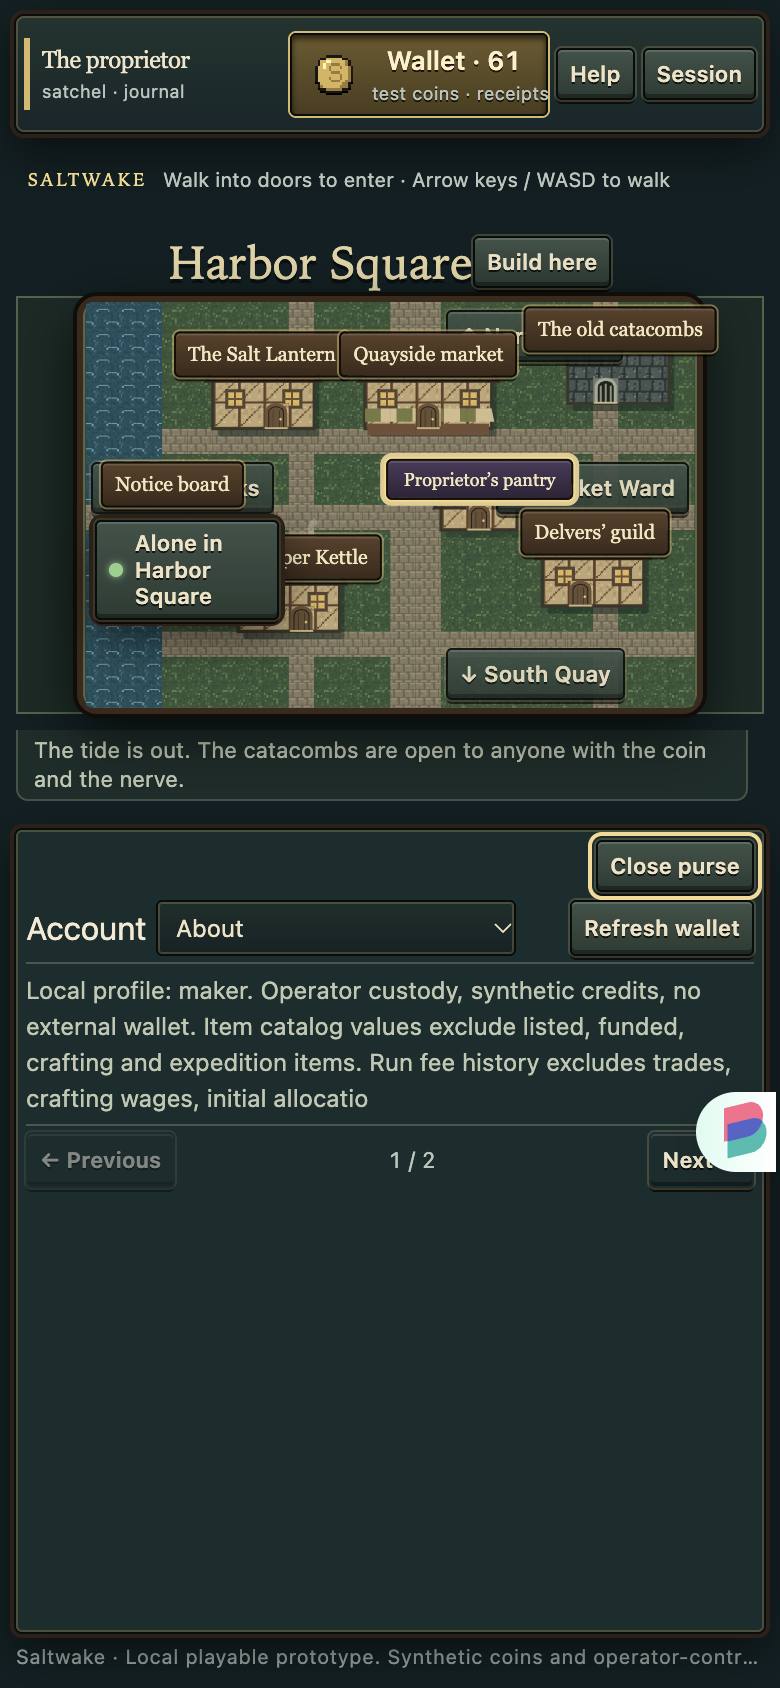 The proprietor
satchel · journal
Wallet · 61
test coins · receipts
Help
Session
SALTWAKE Walk into doors to enter · Arrow keys / WASD to walk
Harbor Square
Build here
The old catacombs
The Salt Lantern
Quayside market
Notice board
Proprietor's pantry
ket Ward
Delvers' guild
Alone in
Harbor
Square
per Kettle
↓ South Quay
The tide is out. The catacombs are open to anyone with the coin
and the nerve.
Close purse
Account
About
Refresh wallet
Local profile: maker. Operator custody, synthetic credits, no
external wallet. Item catalog values exclude listed, funded,
crafting and expedition items. Run fee history excludes trades,
crafting wages, initial allocatio
← Previous
1 / 2
Next
Saltwake · Local playable prototype. Synthetic coins and operator-contr...